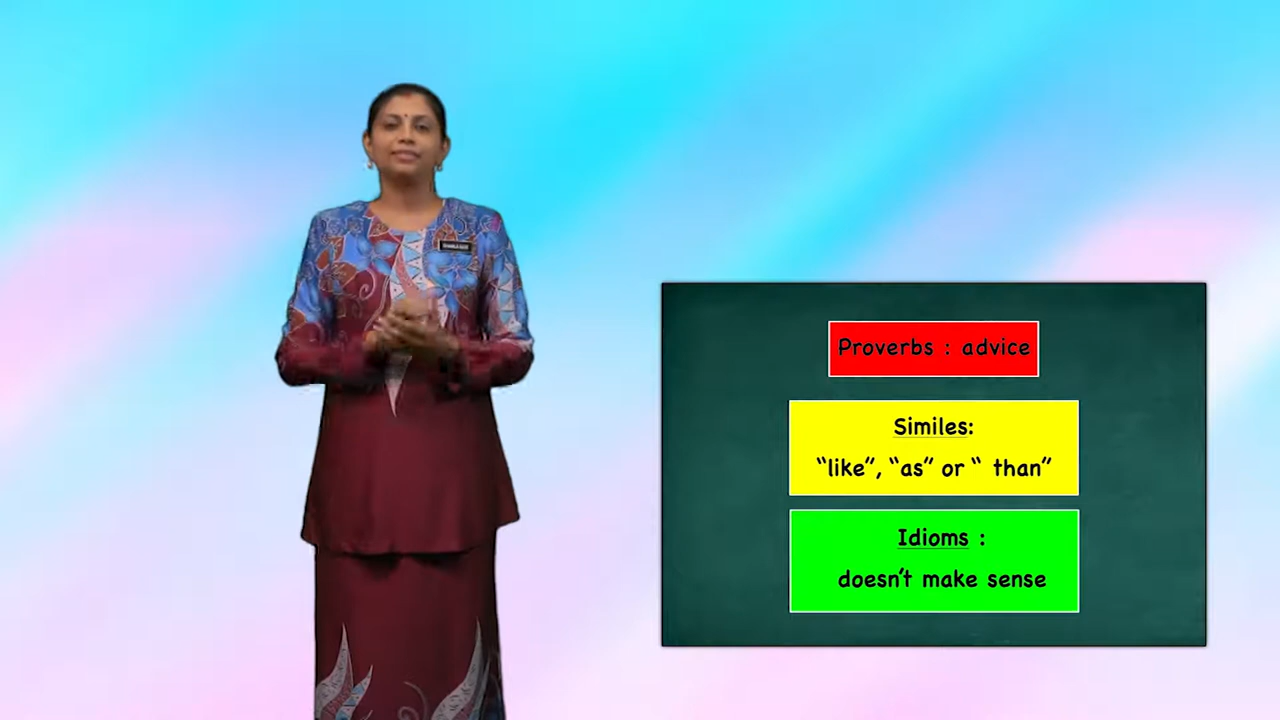 Proverbs : advice
Similes:
“like”, “as” or “ than”
Idioms :
doesn’t make sense